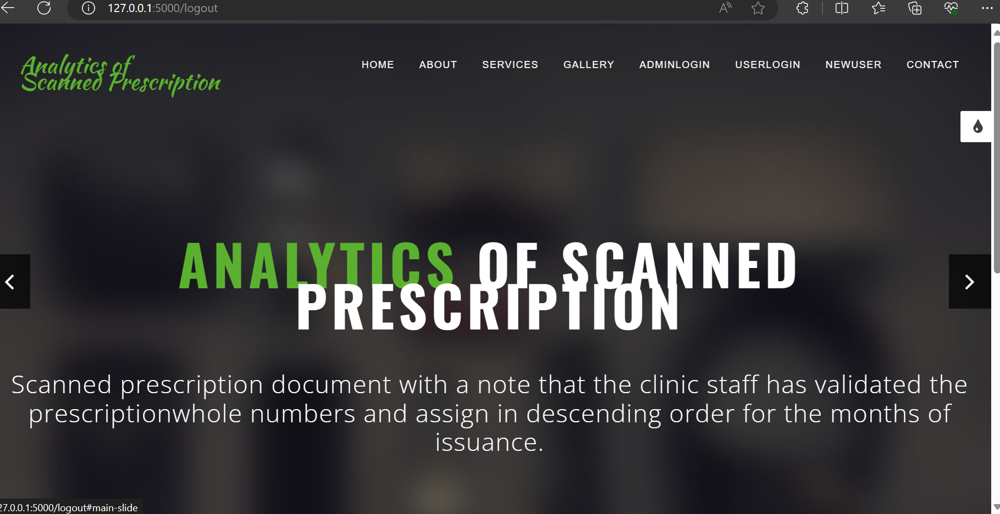 127.0.0.1:5000/logout
Analytics of
Scanned Prescription
HOME ABOUT SERVICES GALLERY ADMINLOGIN USERLOGIN NEWUSER CONTACT
ANALYTICS OF SCANNED
PRESCRIPTION
Scanned prescription document with a note that the clinic staff has validated the
prescriptionwhole numbers and assign in descending order for the months of
issuance.
27.0.0.1:5000/logout#main-slide